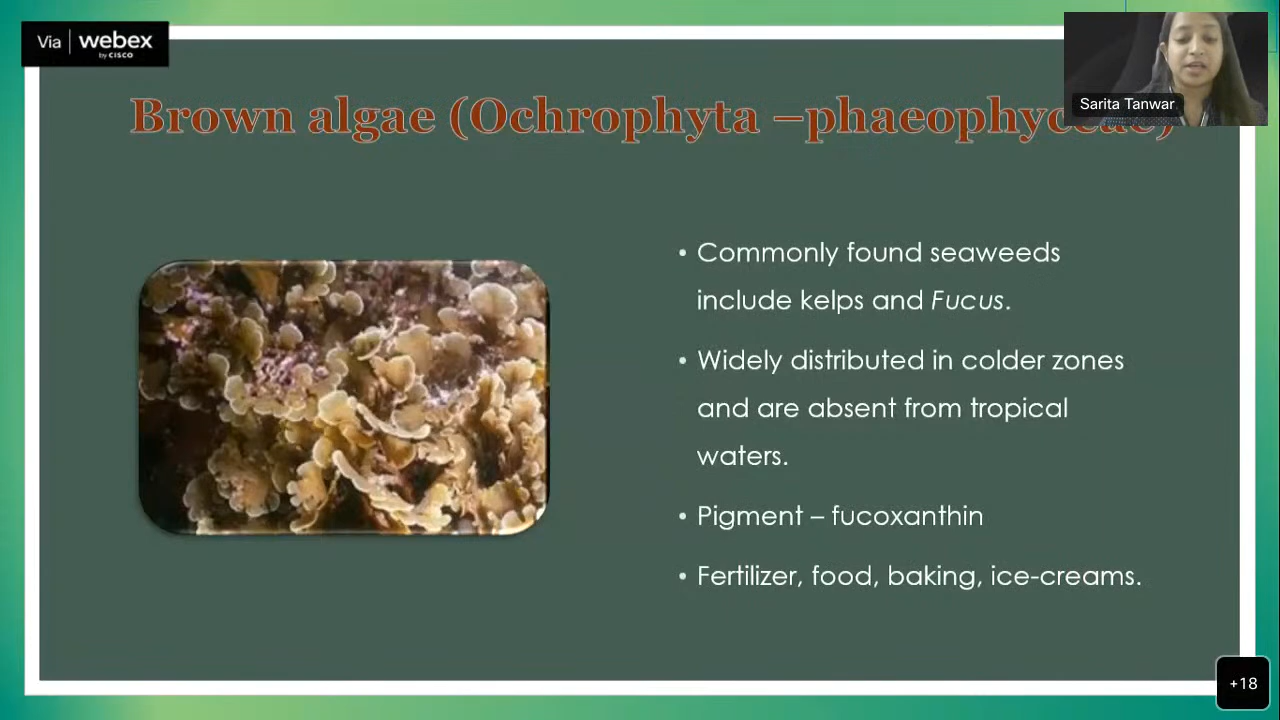 Via webex
by CISCO
Sarita Tanwar
Brown algae (Ochrophyta –phaeophyceae)
• Commonly found seaweeds
include kelps and Fucus.
• Widely distributed in colder zones
and are absent from tropical
waters.
• Pigment – fucoxanthin
• Fertilizer, food, baking, ice-creams.
+18